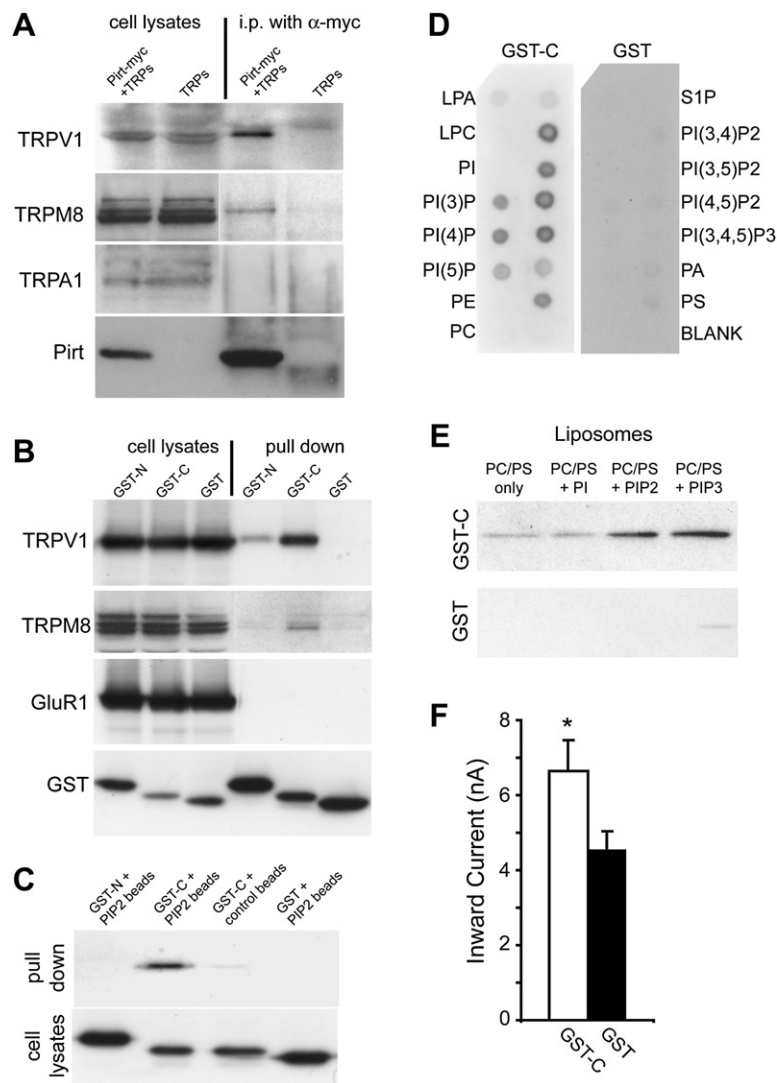 A
cell lysates
i.p. with α-myc
Pirt-myc
+TRPs
TRPs
Pirt-myc
+TRPs
TRPs
TRPV1
TRPM8
TRPA1
Pirt
B
cell lysates
pull down
GST-N
GST-C
GST
GST-N
GST-C
GST
TRPV1
TRPM8
GluR1
GST
C
GST-N +
PIP2 beads
GST-C +
PIP2 beads
GST-C +
control beads
GST +
PIP2 beads
pull
down
cell
lysates
D
GST-C
GST
LPA
LPC
PI
PI(3)P
PI(4)P
PI(5)P
PE
PC
S1P
PI(3,4)P2
PI(3,5)P2
PI(4,5)P2
PI(3,4,5)P3
PA
PS
BLANK
E
Liposomes
PC/PS
only
PC/PS
+ PI
PC/PS
+ PIP2
PC/PS
+ PIP3
GST-C
GST
F
Inward Current (nA)
8
6
4
2
0
*
GST-C
GST